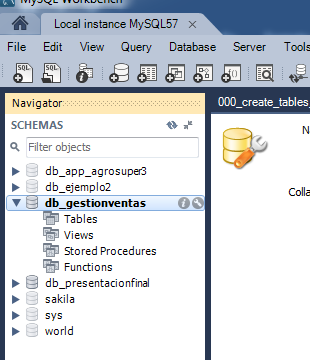 MySQL Workbench
Local instance MySQL57
File Edit View Query Database Server Tools
Navigator
000_create_tables_
SCHEMAS
Filter objects
db_app_agrosuper3
db_ejemplo2
db_gestionventas
Tables
Views
Stored Procedures
Functions
db_presentacionfinal
sakila
sys
world
N
Colla